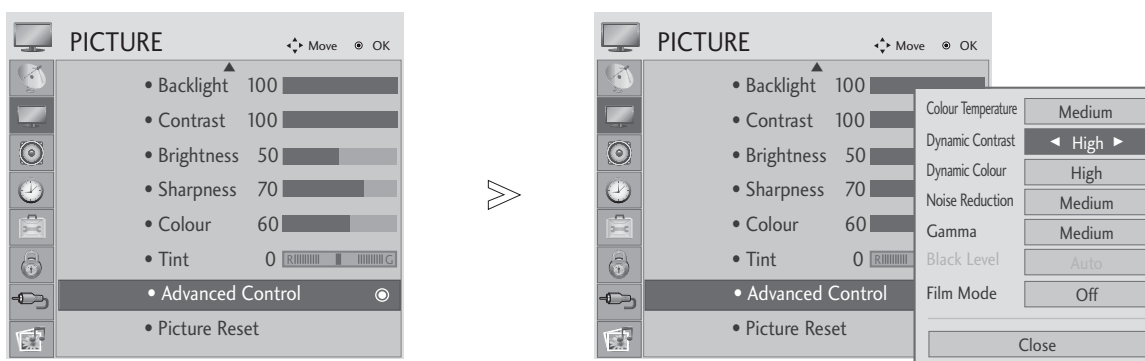 PICTURE Move OK
• Backlight 100
• Contrast 100
• Brightness 50
• Sharpness 70
• Colour 60
• Tint 0 R G
• Advanced Control
• Picture Reset
PICTURE Move OK
• Backlight 100
• Contrast 100
• Brightness 50
• Sharpness 70
• Colour 60
• Tint 0 R
• Advanced Control
• Picture Reset
Colour Temperature Medium
Dynamic Contrast ◄ High ►
Dynamic Colour High
Noise Reduction Medium
Gamma Medium
Black Level Auto
Film Mode Off
Close